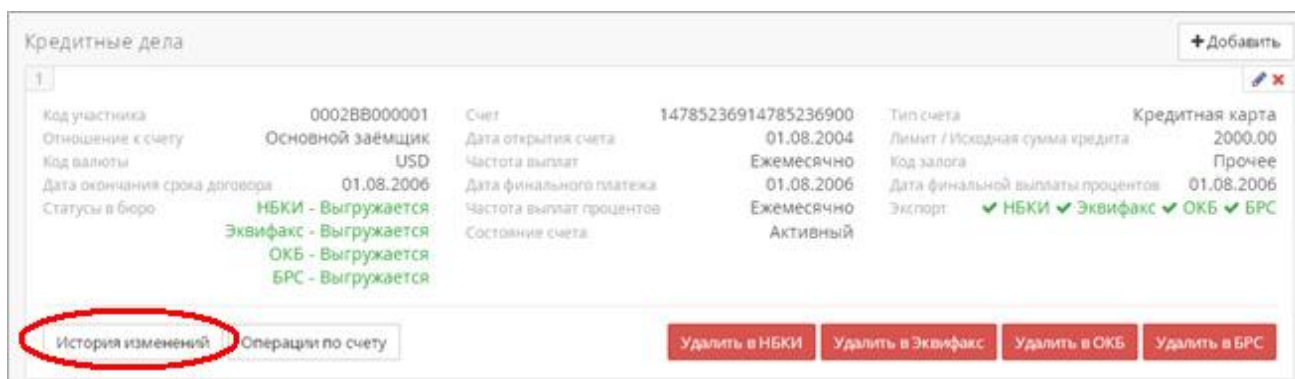 Кредитные дела
+Добавить
1
Код участника 0002BB000001 Счет 14785236914785236900 Тип счета Кредитная карта
Отношение к счету Основной заёмщик Дата открытия счета 01.08.2004 Лимит / Исходная сумма кредита 2000.00
Код валюты USD Частота выплат Ежемесячно Код залога Прочее
Дата окончания срока договора 01.08.2006 Дата финального платежа 01.08.2006 Дата финальной выплаты процентов 01.08.2006
Статусы в бюро НБКИ - Выгружается Частота выплат процентов Ежемесячно Экспорт ✔ НБКИ ✔ Эквифакс ✔ ОКБ ✔ БРС
Эквифакс - Выгружается Состояние счета Активный
ОКБ - Выгружается
БРС - Выгружается
История изменений Операции по счету Удалить в НБКИ Удалить в Эквифакс Удалить в ОКБ Удалить в БРС